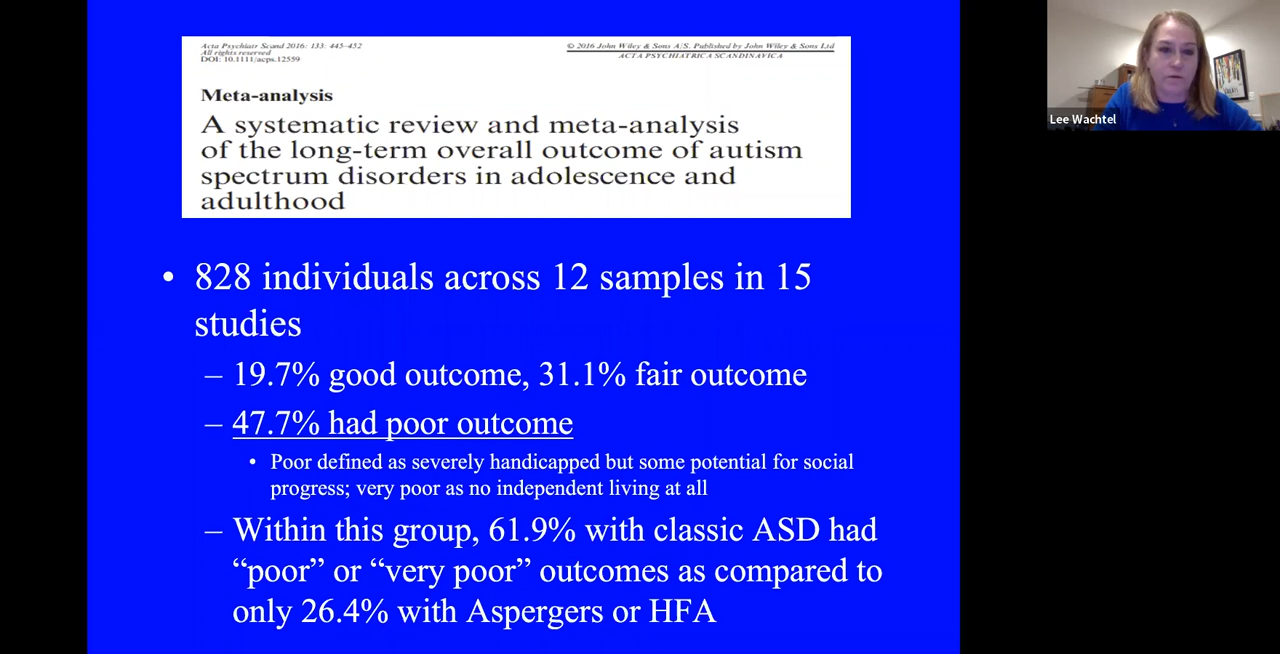 Acta Psychiatr Scand 2016: 133: 445–452
All rights reserved
DOI: 10.1111/acps.12559
© 2016 John Wiley & Sons A/S. Published by John Wiley & Sons Ltd
ACTA PSYCHIATRICA SCANDINAVICA
Meta-analysis
A systematic review and meta-analysis
of the long-term overall outcome of autism
spectrum disorders in adolescence and
adulthood
• 828 individuals across 12 samples in 15
studies
– 19.7% good outcome, 31.1% fair outcome
– 47.7% had poor outcome
• Poor defined as severely handicapped but some potential for social
progress; very poor as no independent living at all
– Within this group, 61.9% with classic ASD had
“poor” or “very poor” outcomes as compared to
only 26.4% with Aspergers or HFA
Lee Wachtel